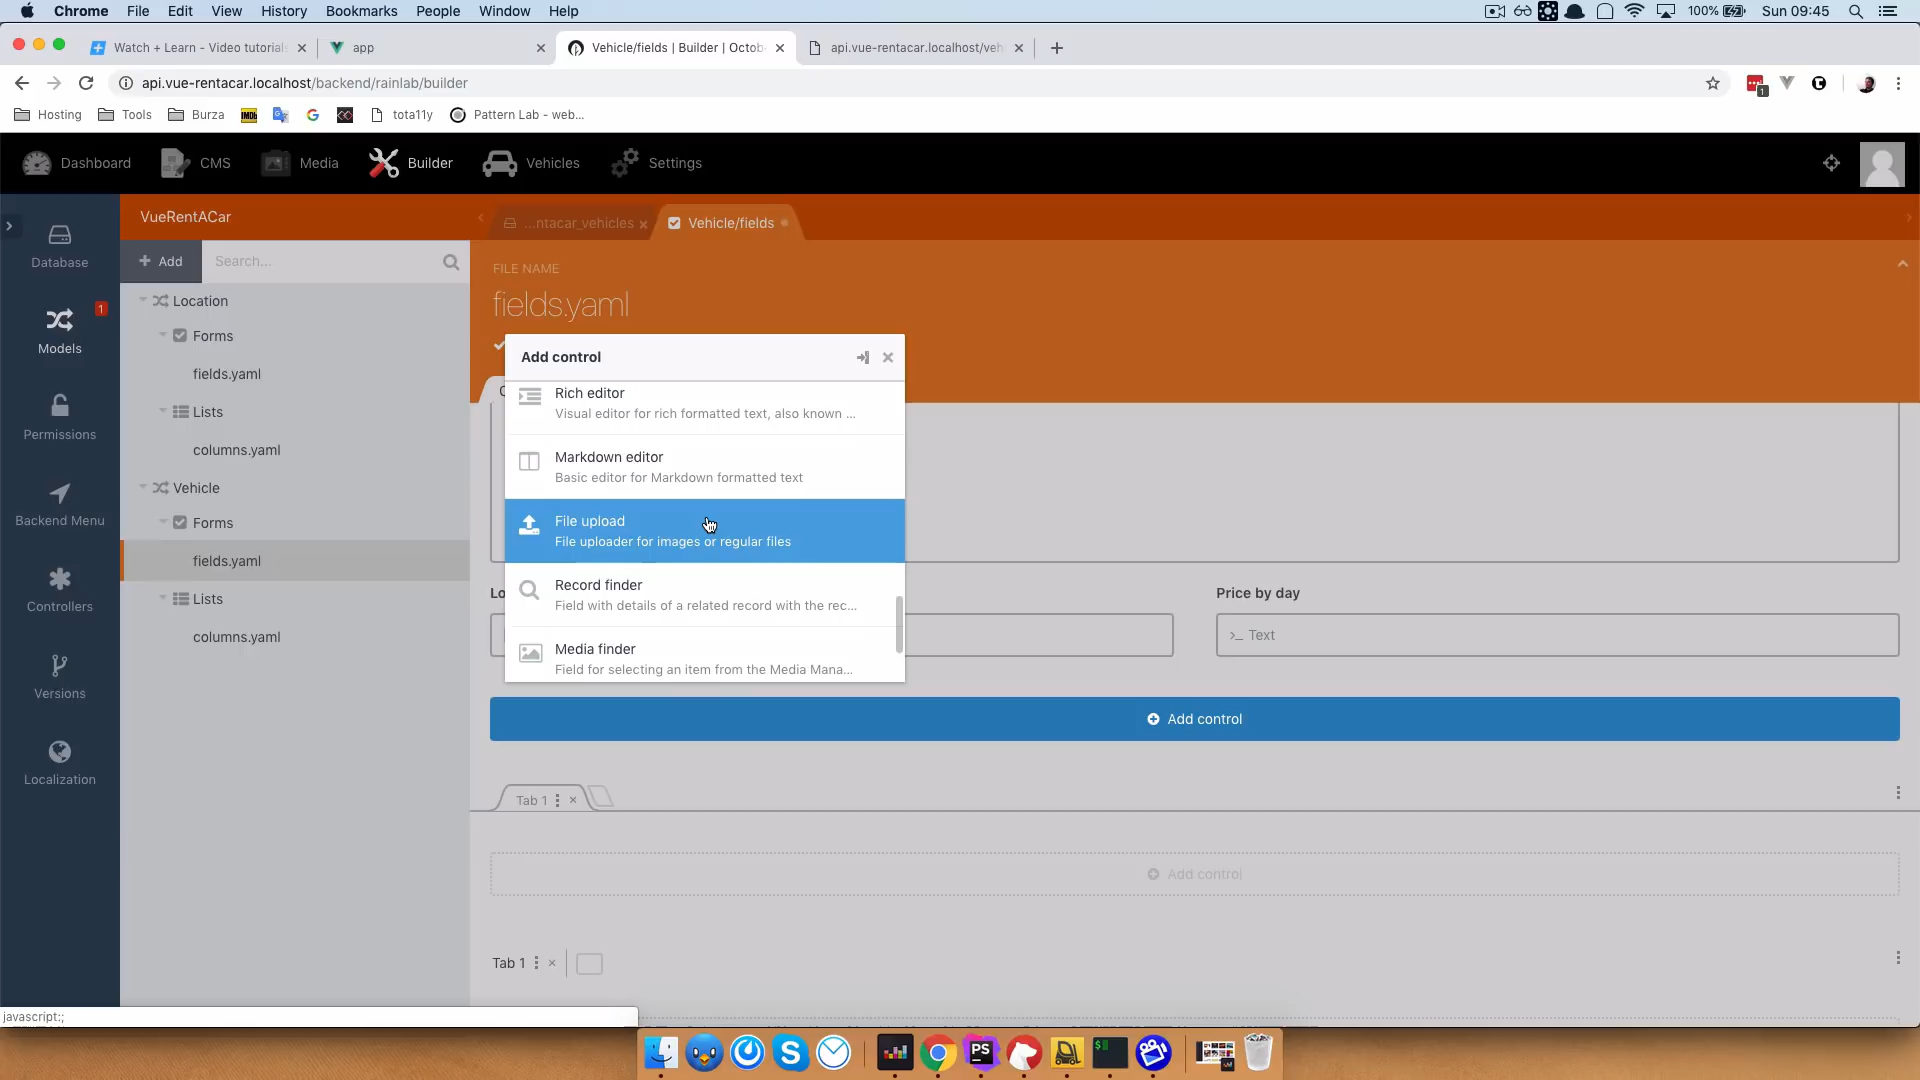 Chrome File Edit View History Bookmarks People Window Help 100% Sun 09:45
Watch + Learn - Video tutorials
app
Vehicle/fields | Builder | Octob
api.vue-rentacar.localhost/veh
api.vue-rentacar.localhost/backend/rainlab/builder
1
Hosting Tools Burza IMDb tota11y Pattern Lab - web...
Dashboard CMS Media Builder Vehicles Settings
VueRentACar
...ntacar_vehicles
Vehicle/fields
Database
Models
1
Permissions
Backend Menu
Controllers
Versions
Localization
+ Add
Search...
Location
Forms
fields.yaml
Lists
columns.yaml
Vehicle
Forms
fields.yaml
Lists
columns.yaml
FILE NAME
fields.yaml
Add control
Rich editor
Visual editor for rich formatted text, also known ...
Markdown editor
Basic editor for Markdown formatted text
File upload
File uploader for images or regular files
Record finder
Field with details of a related record with the rec...
Media finder
Field for selecting an item from the Media Mana...
Lo
Price by day
>_ Text
Add control
Tab 1
Add control
Tab 1
javascript:;
PS